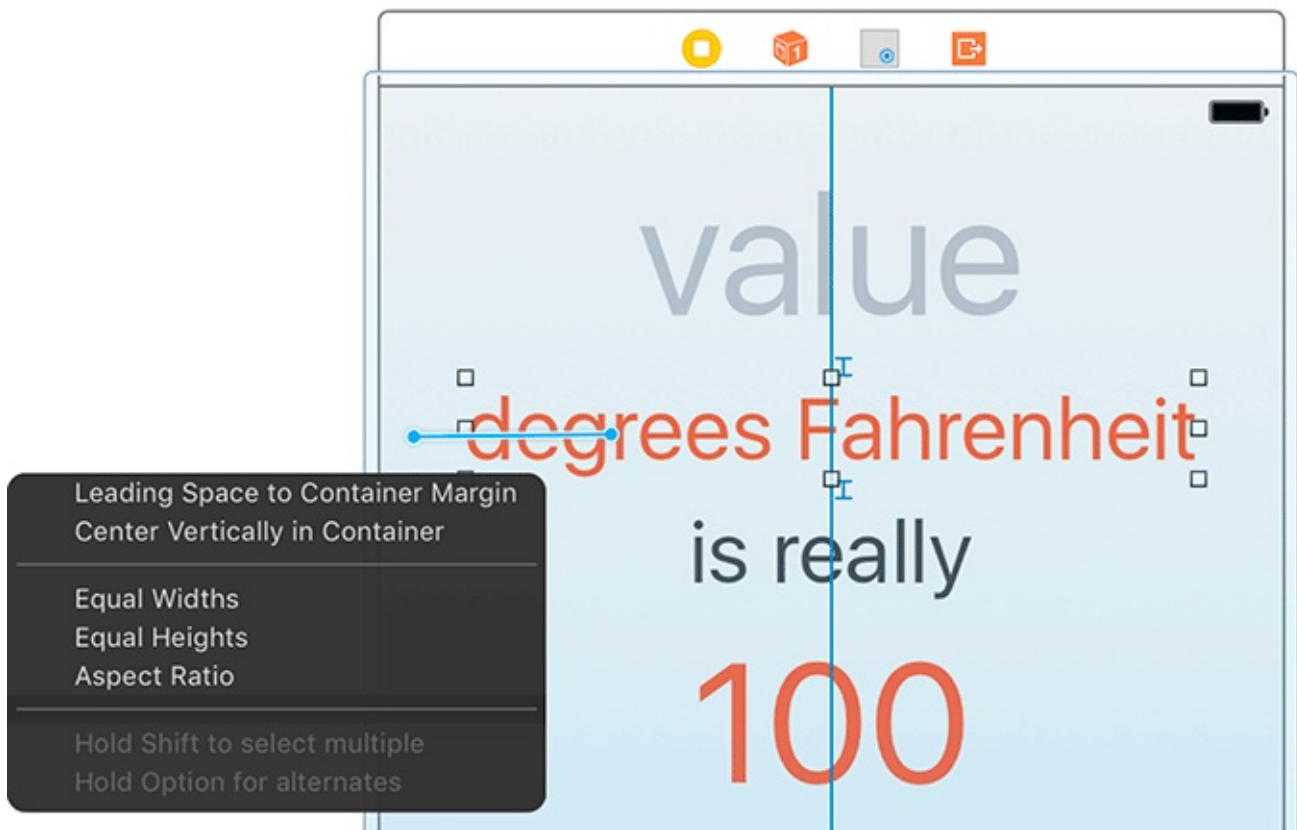 value
degrees Fahrenheit
Leading Space to Container Margin
Center Vertically in Container
is really
Equal Widths
Equal Heights
Aspect Ratio
100
Hold Shift to select multiple
Hold Option for alternates